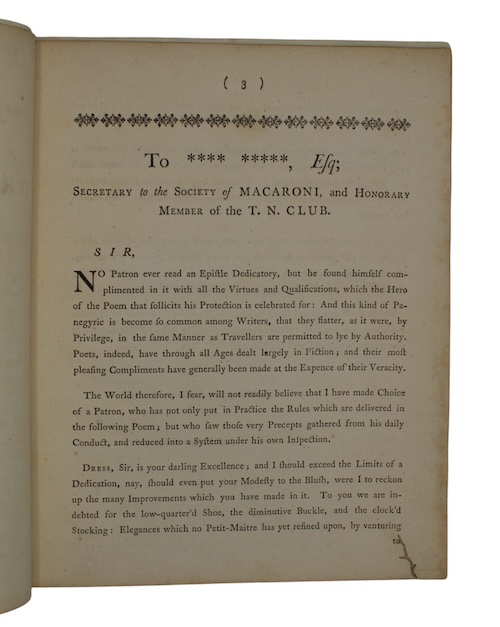 ( 3 )
To **** *****, Eſq;
Secretary to the Society of MACARONI, and Honorary
Member of the T. N. CLUB.
S I R,
NO Patron ever read an Epiſtle Dedicatory, but he found himſelf com-
plimented in it with all the Virtues and Qualifications, which the Hero
of the Poem that ſollicits his Protection is celebrated for: And this kind of Pa-
negyric is become ſo common among Writers, that they flatter, as it were, by
Privilege, in the ſame Manner as Travellers are permitted to lye by Authority.
Poets, indeed, have through all Ages dealt largely in Fiction; and their moſt
pleaſing Compliments have generally been made at the Expence of their Veracity.
The World therefore, I fear, will not readily believe that I have made Choice
of a Patron, who has not only put in Practice the Rules which are delivered in
the following Poem; but who ſaw thoſe very Precepts gathered from his daily
Conduct, and reduced into a Syſtem under his own Inſpection.
Dress, Sir, is your darling Excellence; and I ſhould exceed the Limits of a
Dedication, nay, ſhould even put your Modeſty to the Bluſh, were I to reckon
up the many Improvements which you have made in it. To you we are in-
debted for the low-quarter'd Shoe, the diminutive Buckle, and the clock'd
Stocking: Elegances which no Petit-Maitre has yet refined upon, by venturing
to